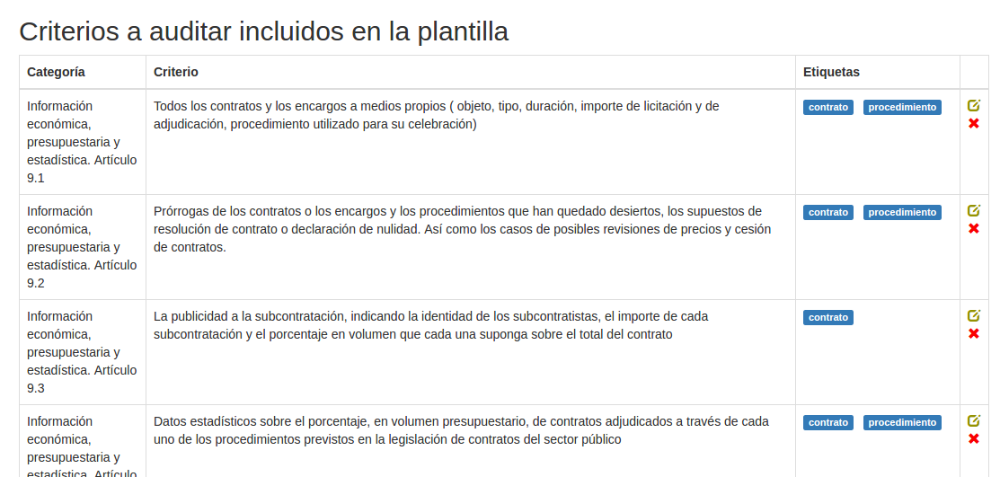 Criterios a auditar incluidos en la plantilla
Categoría Criterio Etiquetas
Información
económica,
presupuestaria y
estadística. Artículo
9.1
Todos los contratos y los encargos a medios propios ( objeto, tipo, duración, importe de licitación y de
adjudicación, procedimiento utilizado para su celebración)
contrato procedimiento
Información
económica,
presupuestaria y
estadística. Artículo
9.2
Prórrogas de los contratos o los encargos y los procedimientos que han quedado desiertos, los supuestos de
resolución de contrato o declaración de nulidad. Así como los casos de posibles revisiones de precios y cesión
de contratos.
contrato procedimiento
Información
económica,
presupuestaria y
estadística. Artículo
9.3
La publicidad a la subcontratación, indicando la identidad de los subcontratistas, el importe de cada
subcontratación y el porcentaje en volumen que cada una suponga sobre el total del contrato
contrato
Información
económica,
presupuestaria y
estadística. Artículo
Datos estadísticos sobre el porcentaje, en volumen presupuestario, de contratos adjudicados a través de cada
uno de los procedimientos previstos en la legislación de contratos del sector público
contrato procedimiento